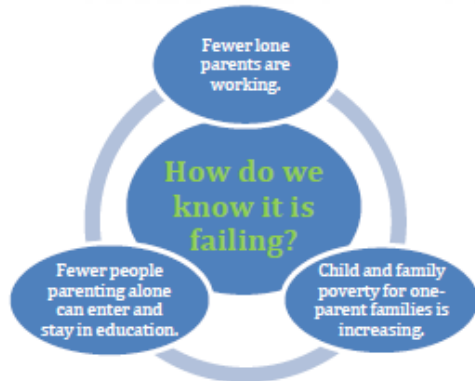 Fewer lone
parents are
working.
How do we
know it is
failing?
Fewer people
parenting alone
can enter and
stay in education.
Child and family
poverty for one-
parent families is
increasing.